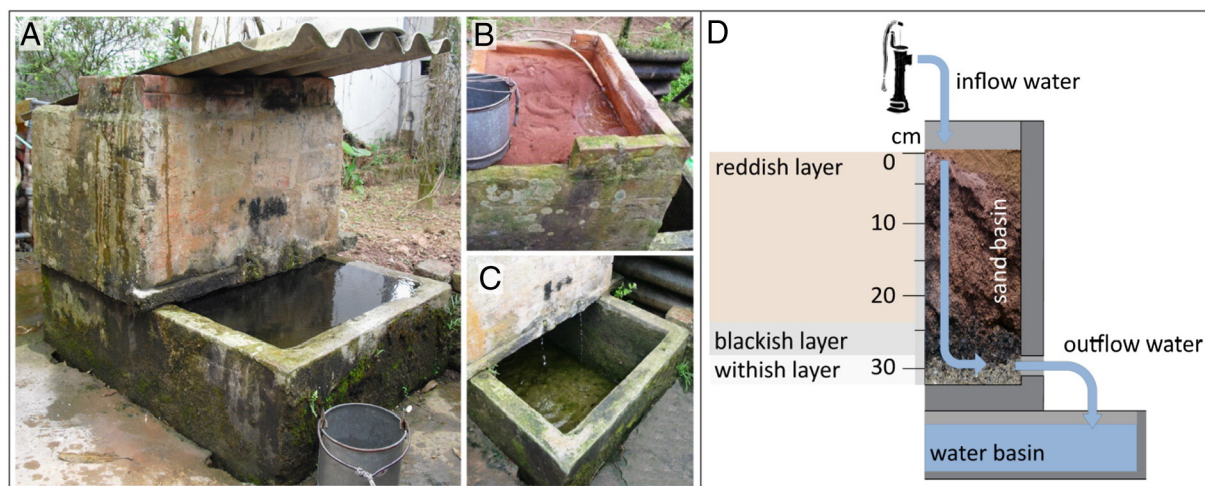 A
B
C
D
inflow water
cm
reddish layer
0
10
20
sand basin
blackish layer
withish layer
30
outflow water
water basin